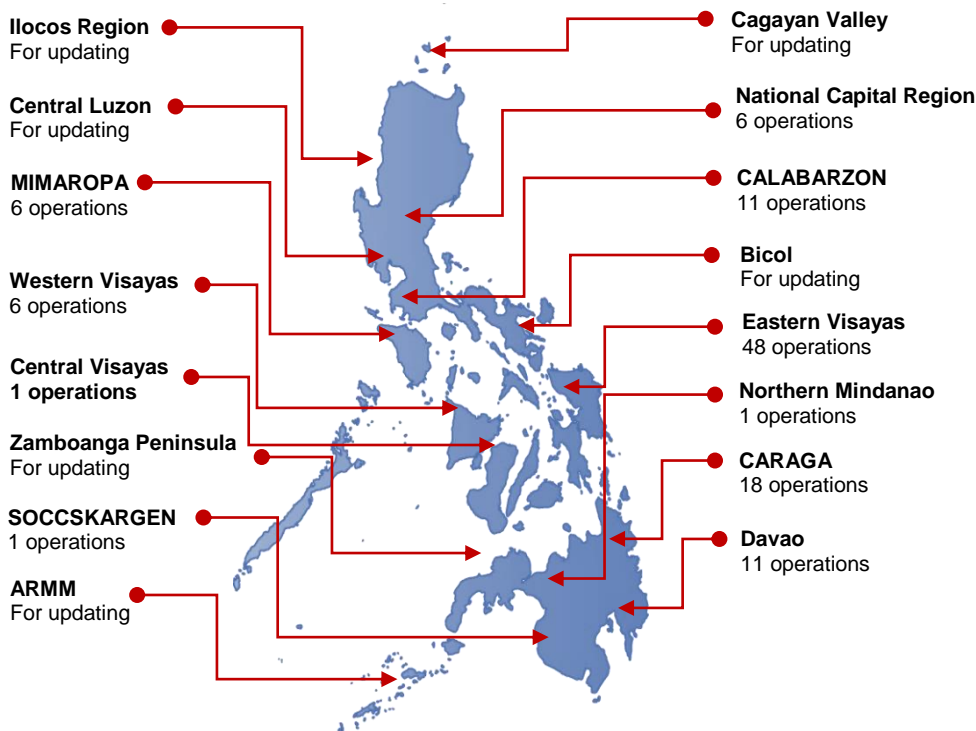 Ilocos Region
For updating
Central Luzon
For updating
MIMAROPA
6 operations
Western Visayas
6 operations
Central Visayas
1 operations
Zamboanga Peninsula
For updating
SOCCSKARGEN
1 operations
ARMM
For updating
Cagayan Valley
For updating
National Capital Region
6 operations
CALABARZON
11 operations
Bicol
For updating
Eastern Visayas
48 operations
Northern Mindanao
1 operations
CARAGA
18 operations
Davao
11 operations